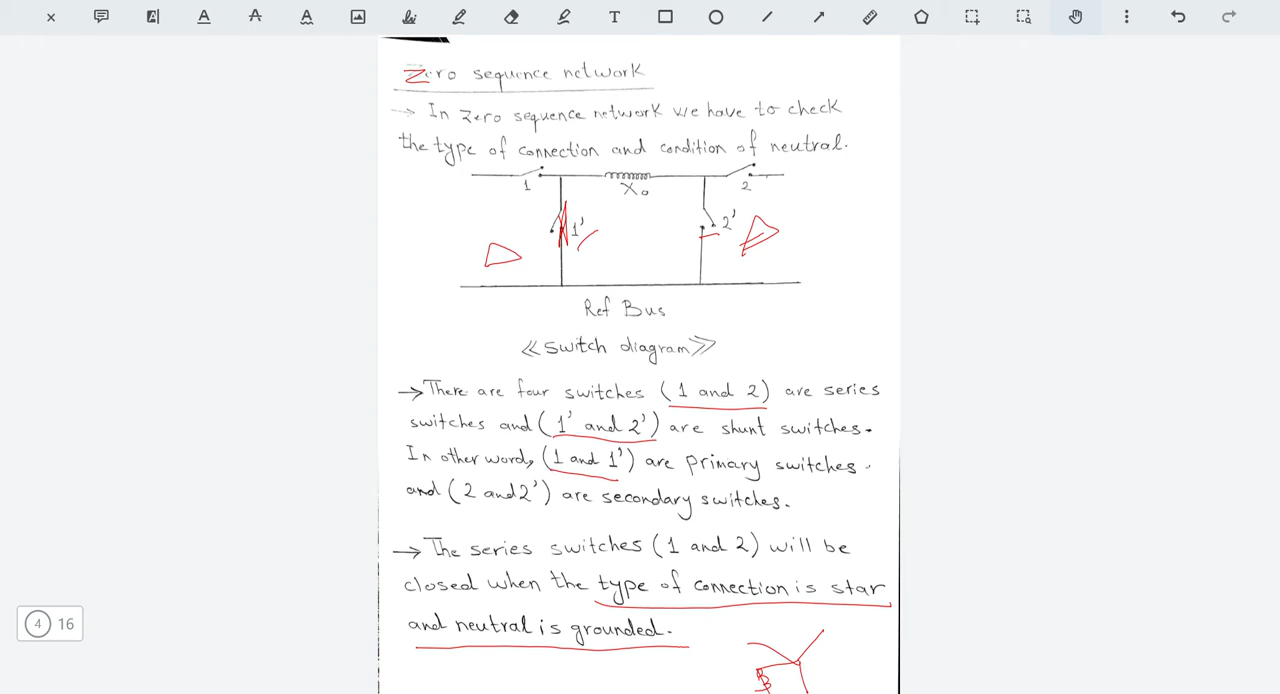 Zero sequence network
→ In Zero sequence network we have to check
the type of connection and condition of neutral.
1
X₀
2
1'
2'
Ref Bus
<<Switch diagram>>
→ There are four switches (1 and 2) are series
switches and (1' and 2') are shunt switches.
In other word, (1 and 1') are primary switches.
and (2 and 2') are secondary switches.
→ The series switches (1 and 2) will be
closed when the type of connection is star
and neutral is grounded.
4 16
T